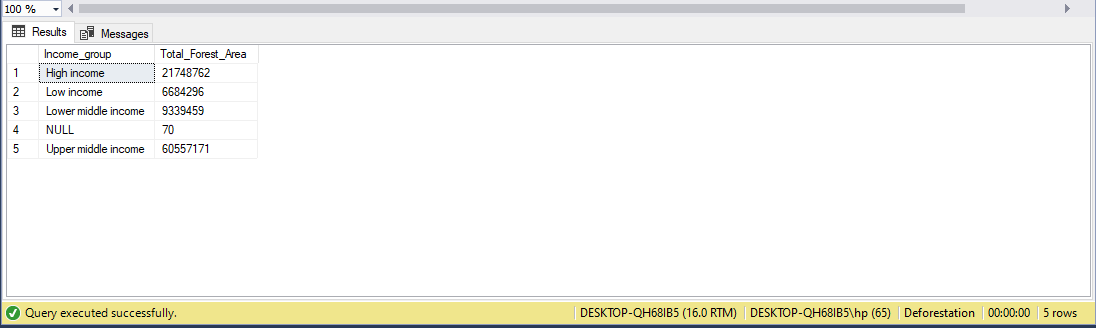 100 %
Results Messages
Income_group Total_Forest_Area
1 High income 21748762
2 Low income 6684296
3 Lower middle income 9339459
4 NULL 70
5 Upper middle income 60557171
Query executed successfully. DESKTOP-QH68IB5 (16.0 RTM) DESKTOP-QH68IB5\hp (65) Deforestation 00:00:00 5 rows